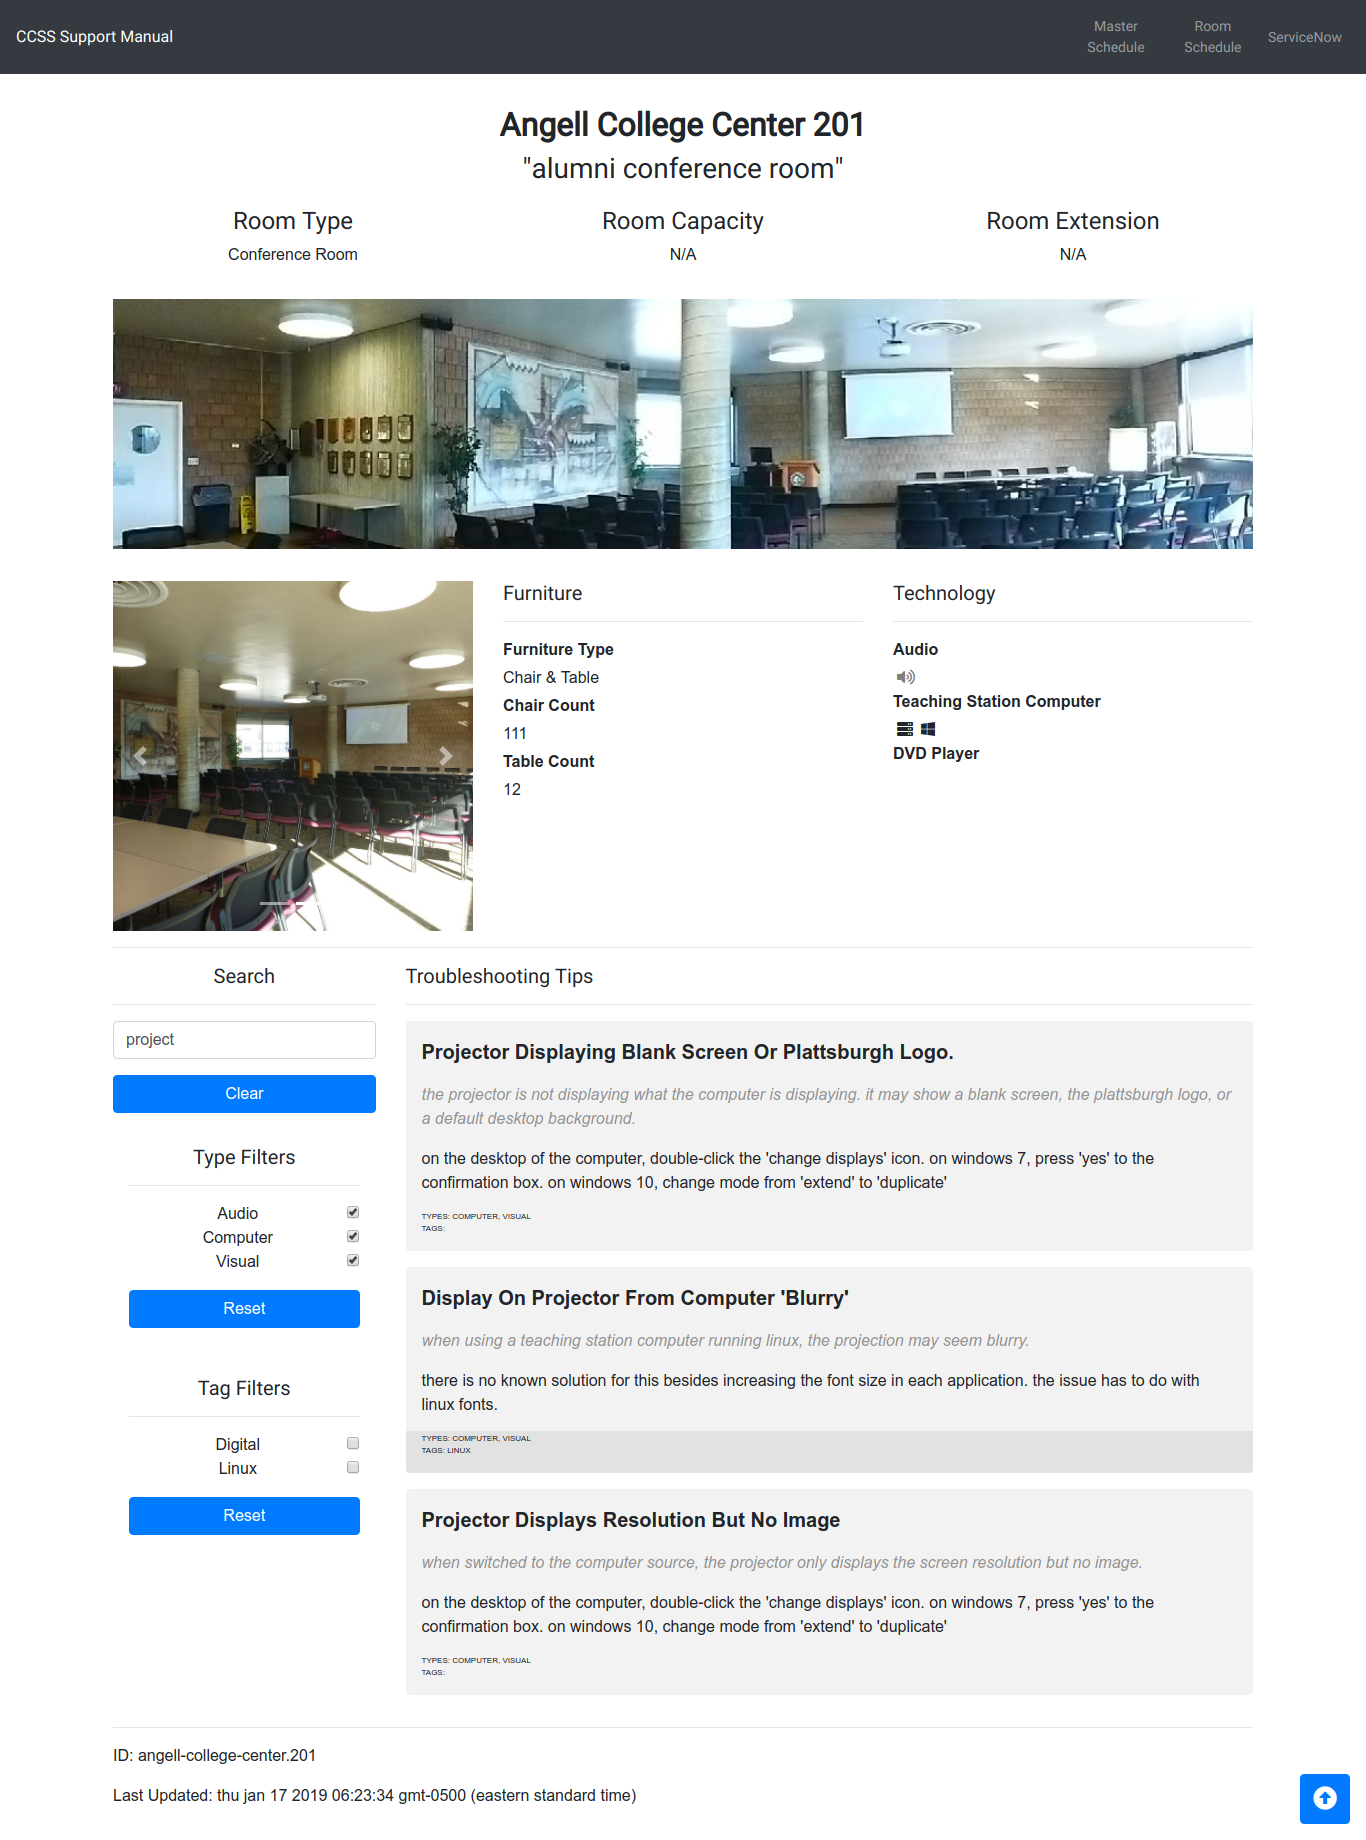 CCSS Support Manual
Master
Schedule
Room
Schedule
ServiceNow
Angell College Center 201
"alumni conference room"
Room Type
Conference Room
Room Capacity
N/A
Room Extension
N/A
Furniture
Furniture Type
Chair & Table
Chair Count
111
Table Count
12
Technology
Audio
Teaching Station Computer
DVD Player
Search
project
Clear
Type Filters
Audio
Computer
Visual
Reset
Tag Filters
Digital
Linux
Reset
Troubleshooting Tips
Projector Displaying Blank Screen Or Plattsburgh Logo.
the projector is not displaying what the computer is displaying. it may show a blank screen, the plattsburgh logo, or
a default desktop background.
on the desktop of the computer, double-click the 'change displays' icon. on windows 7, press 'yes' to the
confirmation box. on windows 10, change mode from 'extend' to 'duplicate'
TYPES: COMPUTER, VISUAL
TAGS:
Display On Projector From Computer 'Blurry'
when using a teaching station computer running linux, the projection may seem blurry.
there is no known solution for this besides increasing the font size in each application. the issue has to do with
linux fonts.
TYPES: COMPUTER, VISUAL
TAGS: LINUX
Projector Displays Resolution But No Image
when switched to the computer source, the projector only displays the screen resolution but no image.
on the desktop of the computer, double-click the 'change displays' icon. on windows 7, press 'yes' to the
confirmation box. on windows 10, change mode from 'extend' to 'duplicate'
TYPES: COMPUTER, VISUAL
TAGS:
ID: angell-college-center.201
Last Updated: thu jan 17 2019 06:23:34 gmt-0500 (eastern standard time)